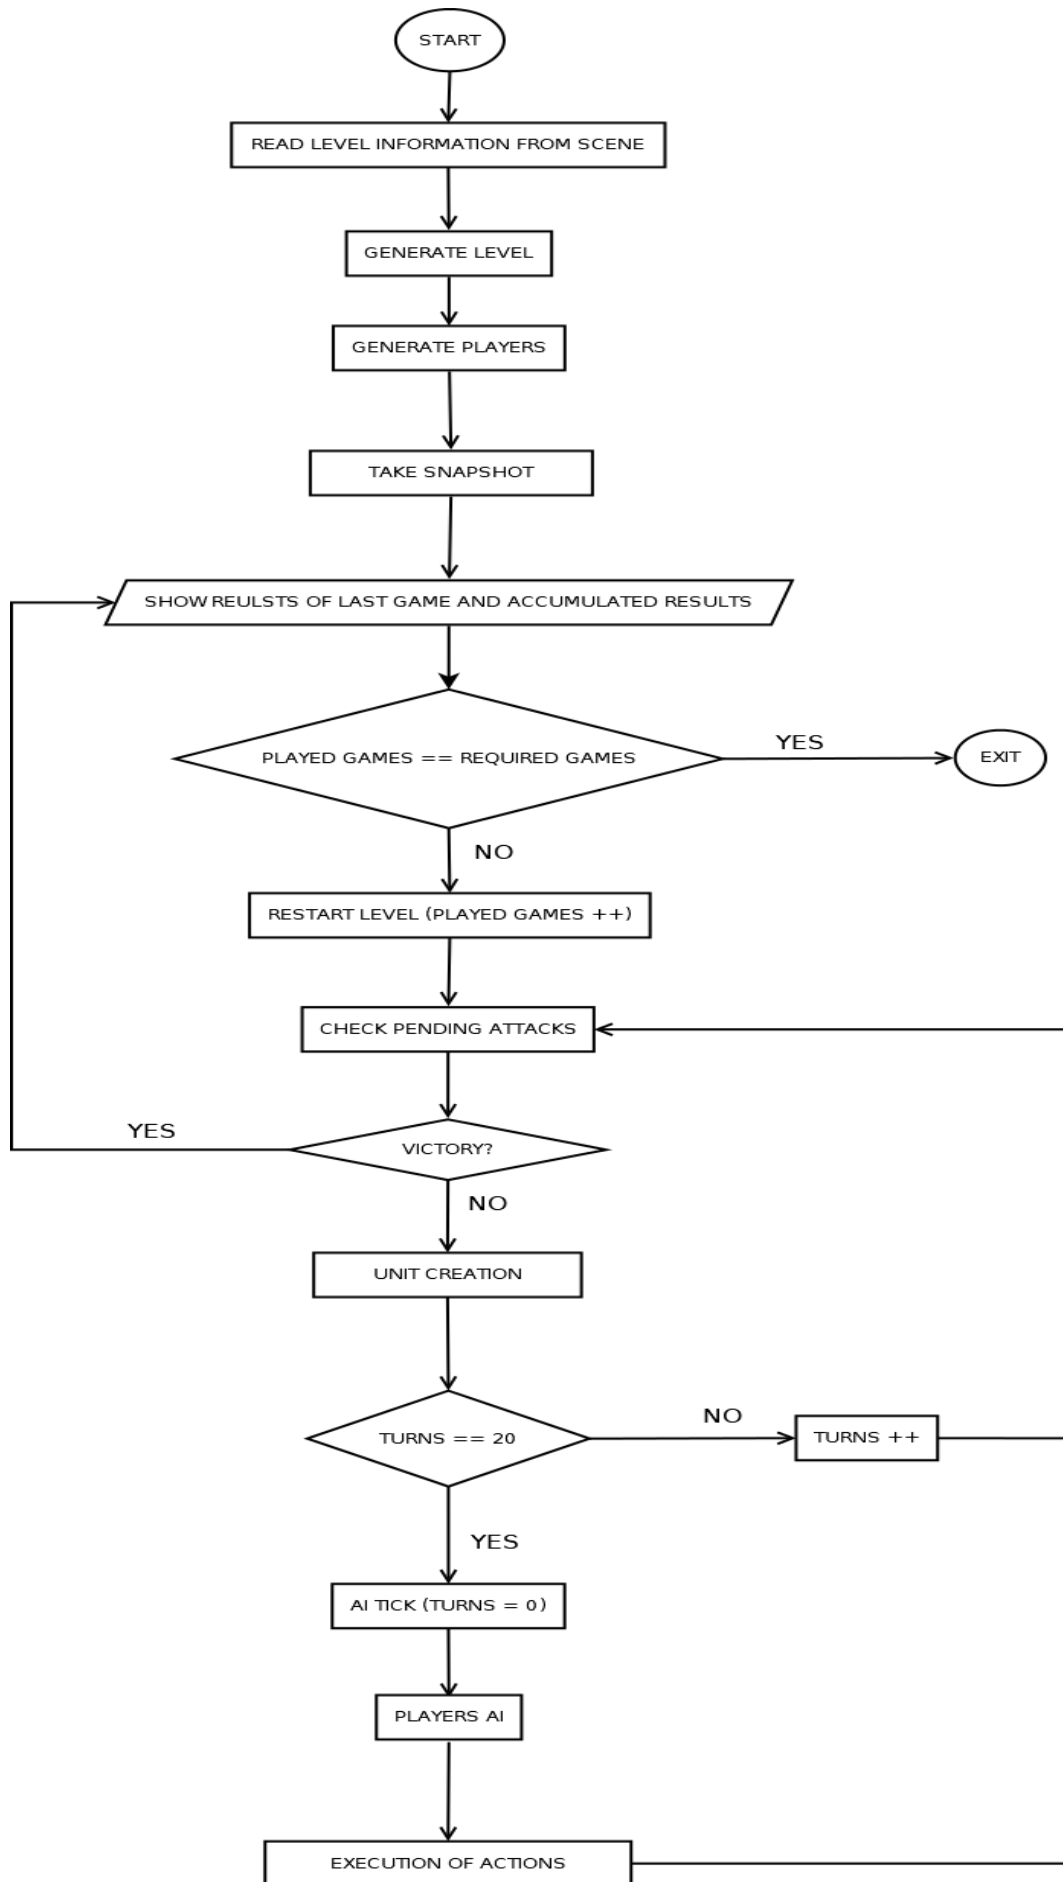 START
READ LEVEL INFORMATION FROM SCENE
GENERATE LEVEL
GENERATE PLAYERS
TAKE SNAPSHOT
SHOW REULSTS OF LAST GAME AND ACCUMULATED RESULTS
PLAYED GAMES == REQUIRED GAMES
YES
EXIT
NO
RESTART LEVEL (PLAYED GAMES ++)
CHECK PENDING ATTACKS
YES
VICTORY?
NO
UNIT CREATION
TURNS == 20
NO
TURNS ++
YES
AI TICK (TURNS = 0)
PLAYERS AI
EXECUTION OF ACTIONS